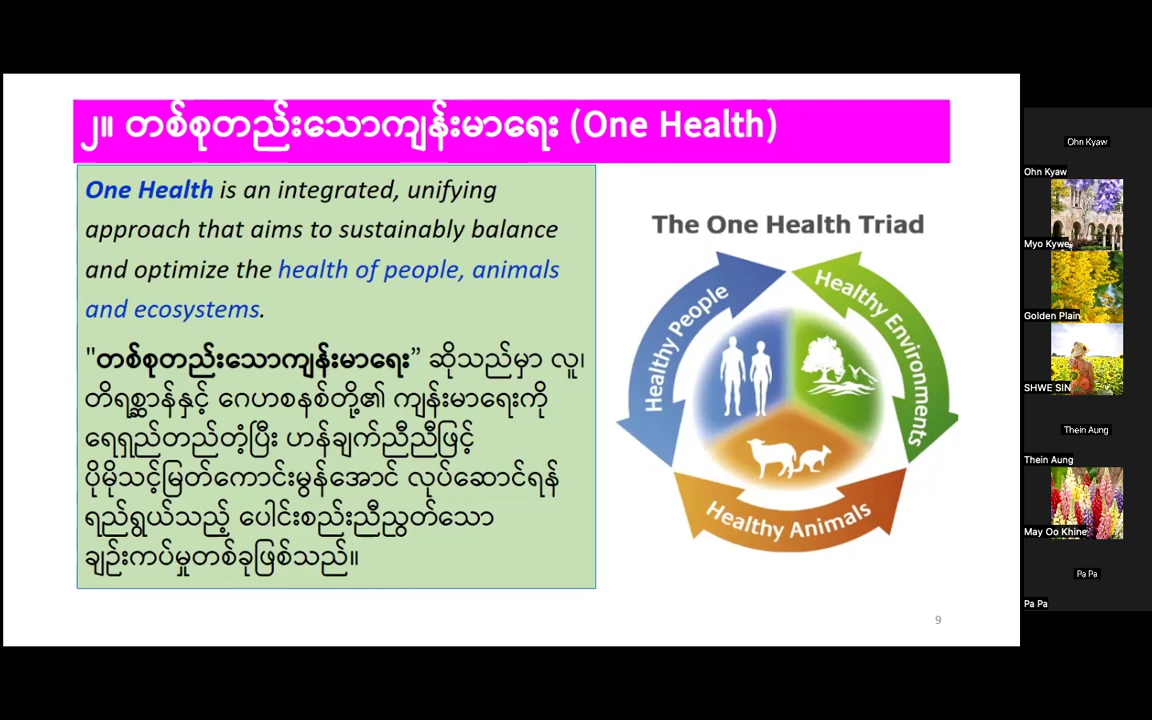 ၂။ တစ်စုတည်းသောကျန်းမာရေး (One Health)
One Health is an integrated, unifying
approach that aims to sustainably balance
and optimize the health of people, animals
and ecosystems.
"တစ်စုတည်းသောကျန်းမာရေး” ဆိုသည်မှာ လူ၊
တိရစ္ဆာန်နှင့် ဂေဟစနစ်တို့၏ ကျန်းမာရေးကို
ရေရှည်တည်တံ့ပြီး ဟန်ချက်ညီညီဖြင့်
ပိုမိုသင့်မြတ်ကောင်းမွန်အောင် လုပ်ဆောင်ရန်
ရည်ရွယ်သည့် ပေါင်းစည်းညီညွတ်သော
ချဉ်းကပ်မှုတစ်ခုဖြစ်သည်။
The One Health Triad
Healthy People
Healthy Environments
Healthy Animals
9
Ohn Kyaw
Ohn Kyaw
Myo Kywe
Golden Plain
SHWE SIN
Thein Aung
Thein Aung
May Oo Khine
Pa Pa
Pa Pa